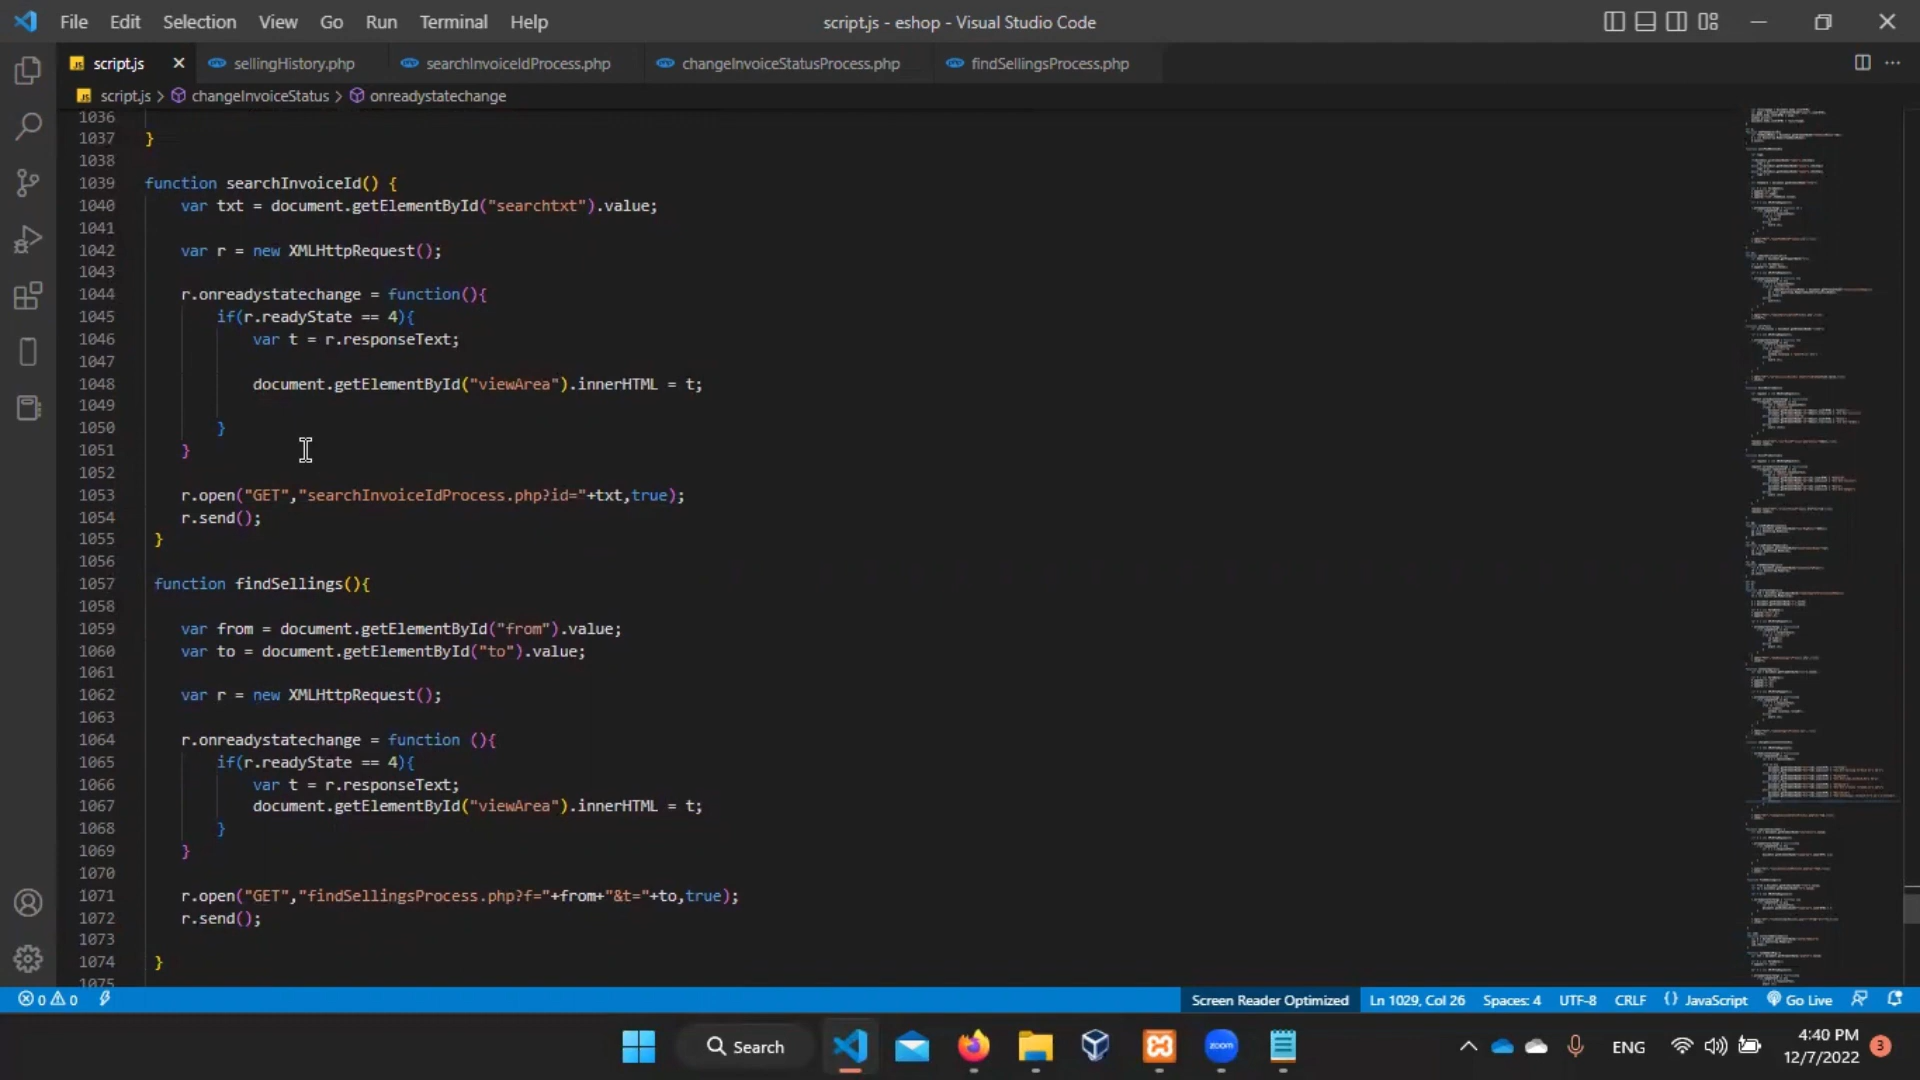 File Edit Selection View Go Run Terminal Help script.js - eshop - Visual Studio Code
script.js sellingHistory.php searchInvoiceIdProcess.php changeInvoiceStatusProcess.php findSellingsProcess.php
script.js > changeInvoiceStatus > onreadystatechange
1036
1037 }
1038
1039 function searchInvoiceId() {
1040 var txt = document.getElementById("searchtxt").value;
1041
1042 var r = new XMLHttpRequest();
1043
1044 r.onreadystatechange = function(){
1045 if(r.readyState == 4){
1046 var t = r.responseText;
1047
1048 document.getElementById("viewArea").innerHTML = t;
1049
1050 }
1051 }
1052
1053 r.open("GET","searchInvoiceIdProcess.php?id="+txt,true);
1054 r.send();
1055 }
1056
1057 function findSellings(){
1058
1059 var from = document.getElementById("from").value;
1060 var to = document.getElementById("to").value;
1061
1062 var r = new XMLHttpRequest();
1063
1064 r.onreadystatechange = function (){
1065 if(r.readyState == 4){
1066 var t = r.responseText;
1067 document.getElementById("viewArea").innerHTML = t;
1068 }
1069 }
1070
1071 r.open("GET","findSellingsProcess.php?f="+from+"&t="+to,true);
1072 r.send();
1073
1074 }
1075
0 0 Screen Reader Optimized Ln 1029, Col 26 Spaces: 4 UTF-8 CRLF {} JavaScript Go Live
Search zoom ENG 4:40 PM 3
12/7/2022